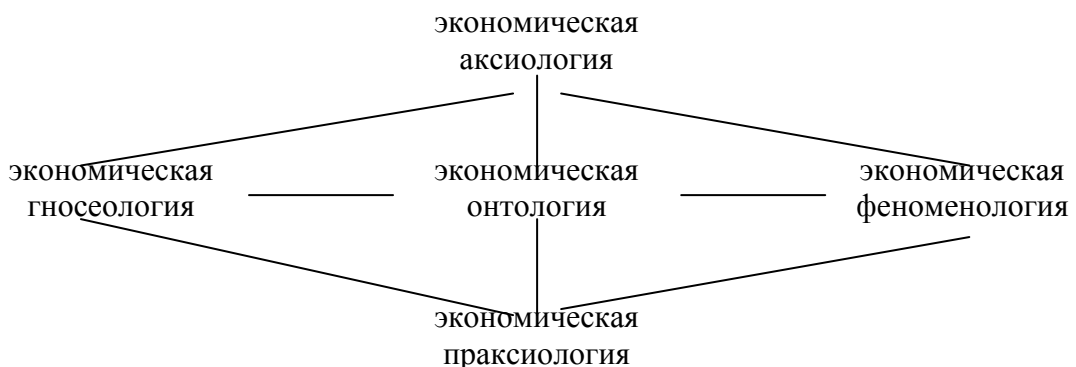 экономическая
аксиология
экономическая
гносеология
экономическая
онтология
экономическая
феноменология
экономическая
праксиология